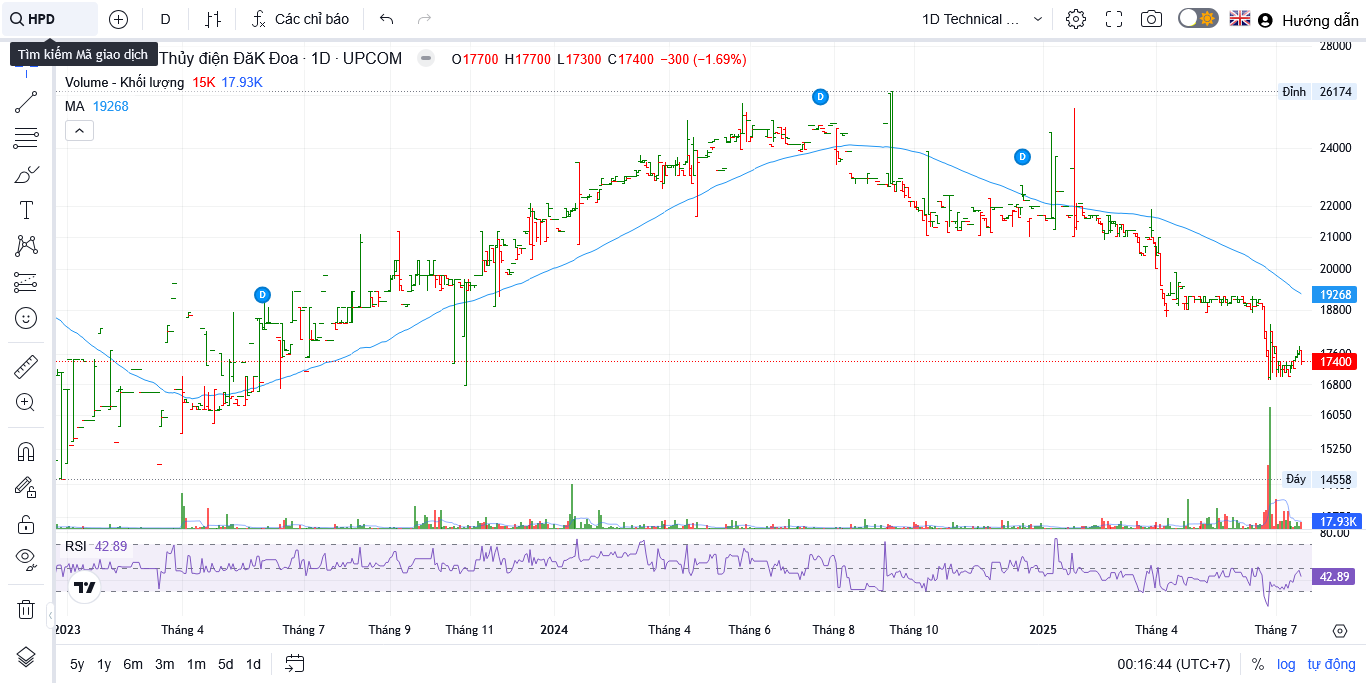 HPD
D
Các chỉ báo
1D Technical ...
Hướng dẫn
Tìm kiếm Mã giao dịch
Thủy điện ĐăK Đoa · 1D · UPCOM
O17700 H17700 L17300 C17400 −300 (−1.69%)
Volume - Khối lượng 15K 17.93K
MA 19268
28000
Đỉnh 26174
24000
22000
21000
20000
19268
18800
17600
17400
16800
16050
15250
Đáy 14558
17.93K
80.00
RSI 42.89
42.89
D
D
D
2023
Tháng 4
Tháng 7
Tháng 9
Tháng 11
2024
Tháng 4
Tháng 6
Tháng 8
Tháng 10
2025
Tháng 4
Tháng 7
5y 1y 6m 3m 1m 5d 1d
00:16:44 (UTC+7)
% log tự động